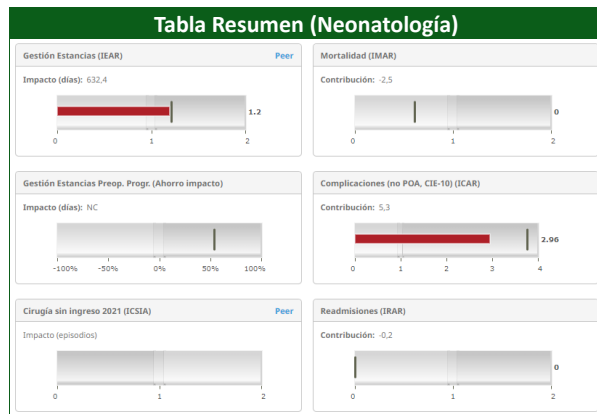 Tabla Resumen (Neonatología)
Gestión Estancias (IEAR) Peer
Impacto (días): 632,4
1.2
0 1 2
Mortalidad (IMAR)
Contribución: -2,5
0
0 1 2
Gestión Estancias Preop. Progr. (Ahorro impacto)
Impacto (días): NC
-100% -50% 0% 50% 100%
Complicaciones (no POA, CIE-10) (ICAR)
Contribución: 5,3
2.96
0 1 2 3 4
Cirugía sin ingreso 2021 (ICSIA) Peer
Impacto (episodios)
0 1 2
Readmisiones (IRAR)
Contribución: -0,2
0
0 1 2